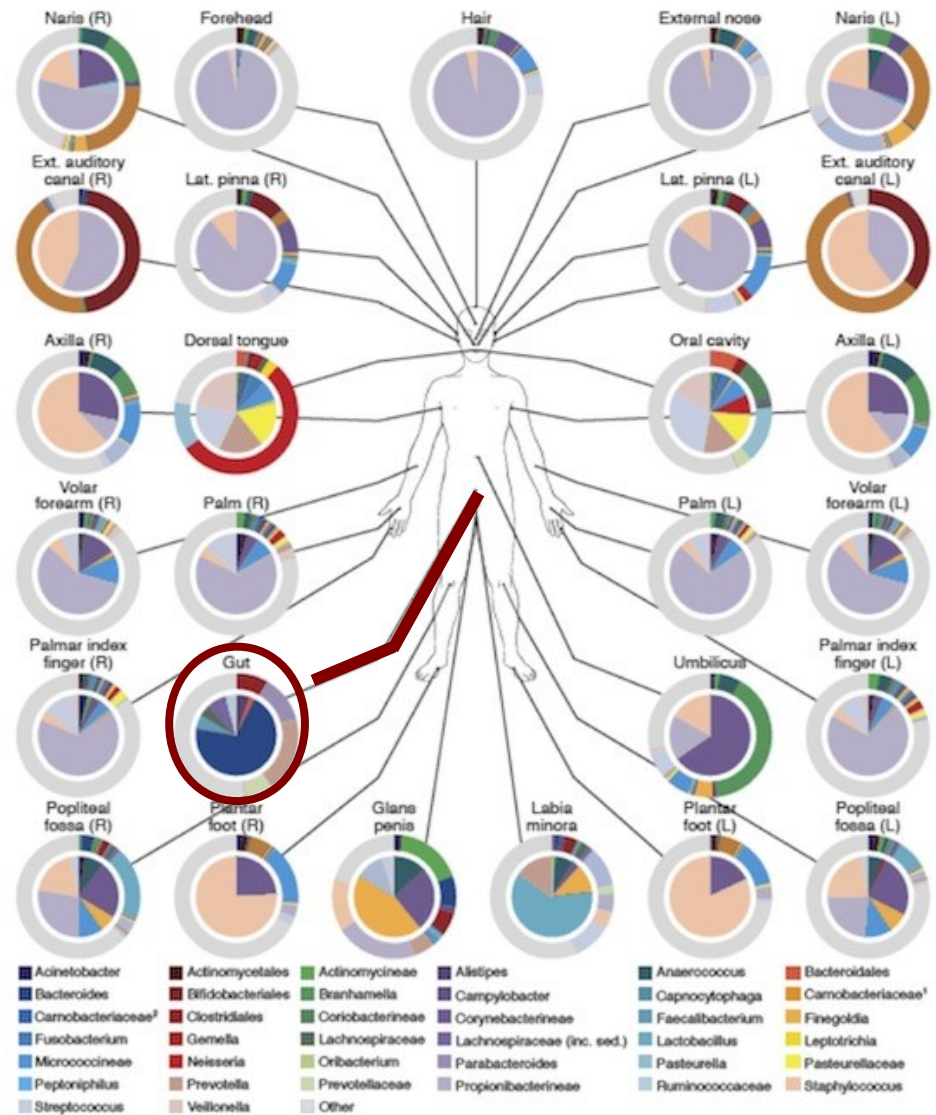 Naris (R) Forehead Hair External nose Naris (L)
Ext. auditory
canal (R) Lat. pinna (R) Lat. pinna (L) Ext. auditory
canal (L)
Axilla (R) Dorsal tongue Oral cavity Axilla (L)
Volar
forearm (R) Palm (R) Palm (L) Volar
forearm (L)
Palmar index
finger (R) Gut Umbilicus Palmar index
finger (L)
Popliteal
fossa (R) Plantar
foot (R) Glans
penis Labia
minora Plantar
foot (L) Popliteal
fossa (L)
Acinetobacter Actinomycetales Actinomycineae Alistipes Anaerococcus Bacteroidales
Bacteroides Bifidobacteriales Branhamella Campylobacter Capnocytophaga Carnobacteriaceae¹
Carnobacteriaceae² Clostridiales Coriobacterineae Corynebacterineae Faecalibacterium Finegoldia
Fusobacterium Gemella Lachnospiraceae Lachnospiraceae (inc. sed.) Lactobacillus Leptotrichia
Micrococcineae Neisseria Oribacterium Parabacteroides Pasteurella Pasteurellaceae
Peptoniphilus Prevotella Prevotellaceae Propionibacterineae Ruminococcaceae Staphylococcus
Streptococcus Veillonella Other